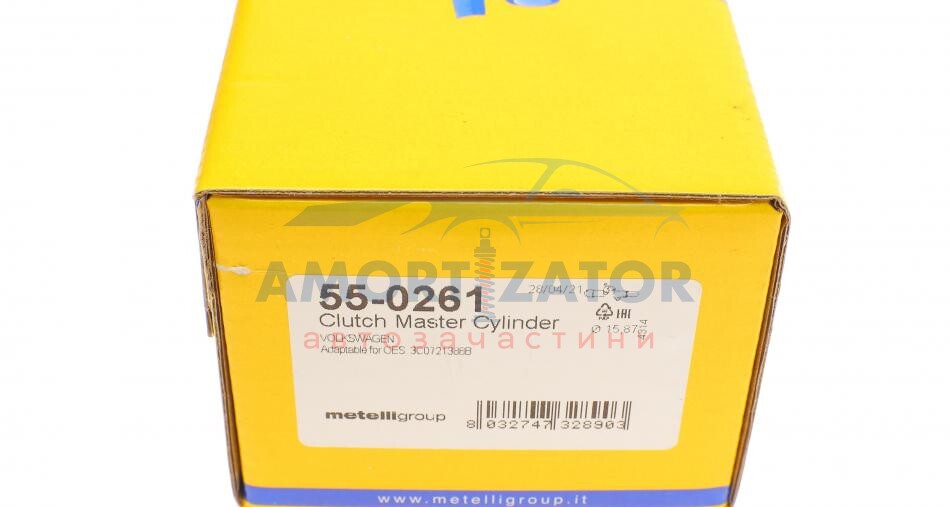 AMORTIZATOR
автозапчастини
55-0261
28/04/21
Clutch Master Cylinder
Ø 15,87
4314
VOLKSWAGEN
Adaptable for OES 3C0721388B
metelligroup
8 032747 328903
www.metelligroup.it